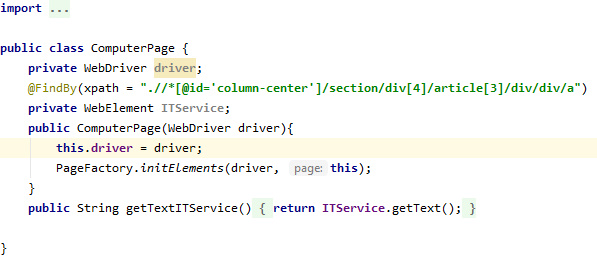 import ...
public class ComputerPage {
private WebDriver driver;
@FindBy(xpath = ".//*[@id='column-center']/section/div[4]/article[3]/div/div/a")
private WebElement ITService;
public ComputerPage(WebDriver driver){
this.driver = driver;
PageFactory.initElements(driver, page: this);
}
public String getTextITService() { return ITService.getText(); }
}